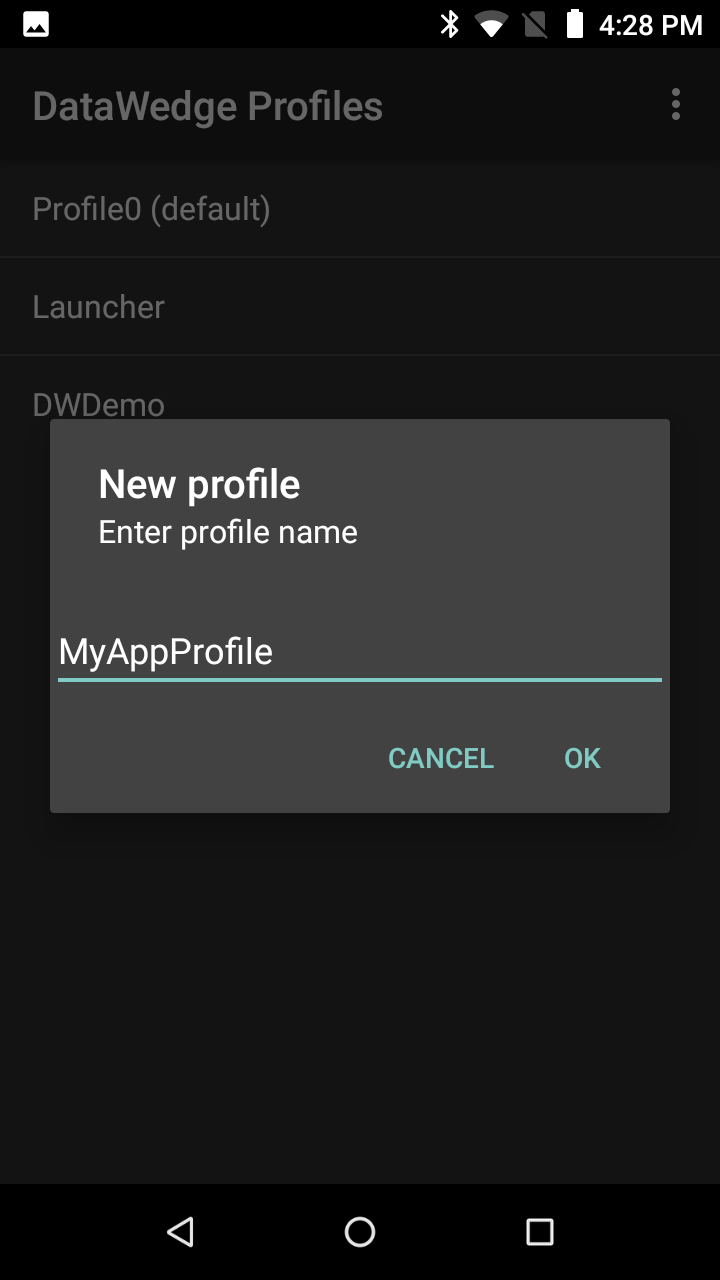 4:28 PM
DataWedge Profiles
Profile0 (default)
Launcher
DWDemo
New profile
Enter profile name
MyAppProfile
CANCEL OK